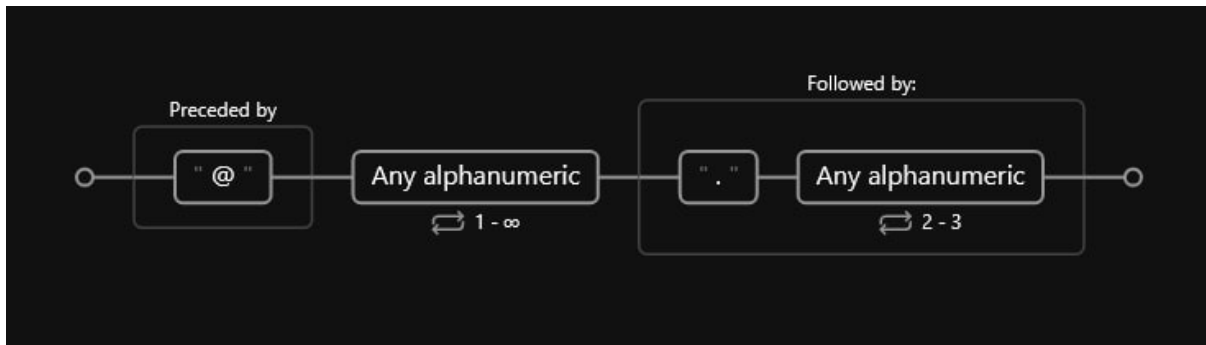 Preceded by
Followed by:
" @ "
Any alphanumeric
" . "
Any alphanumeric
1 - ∞
2 - 3